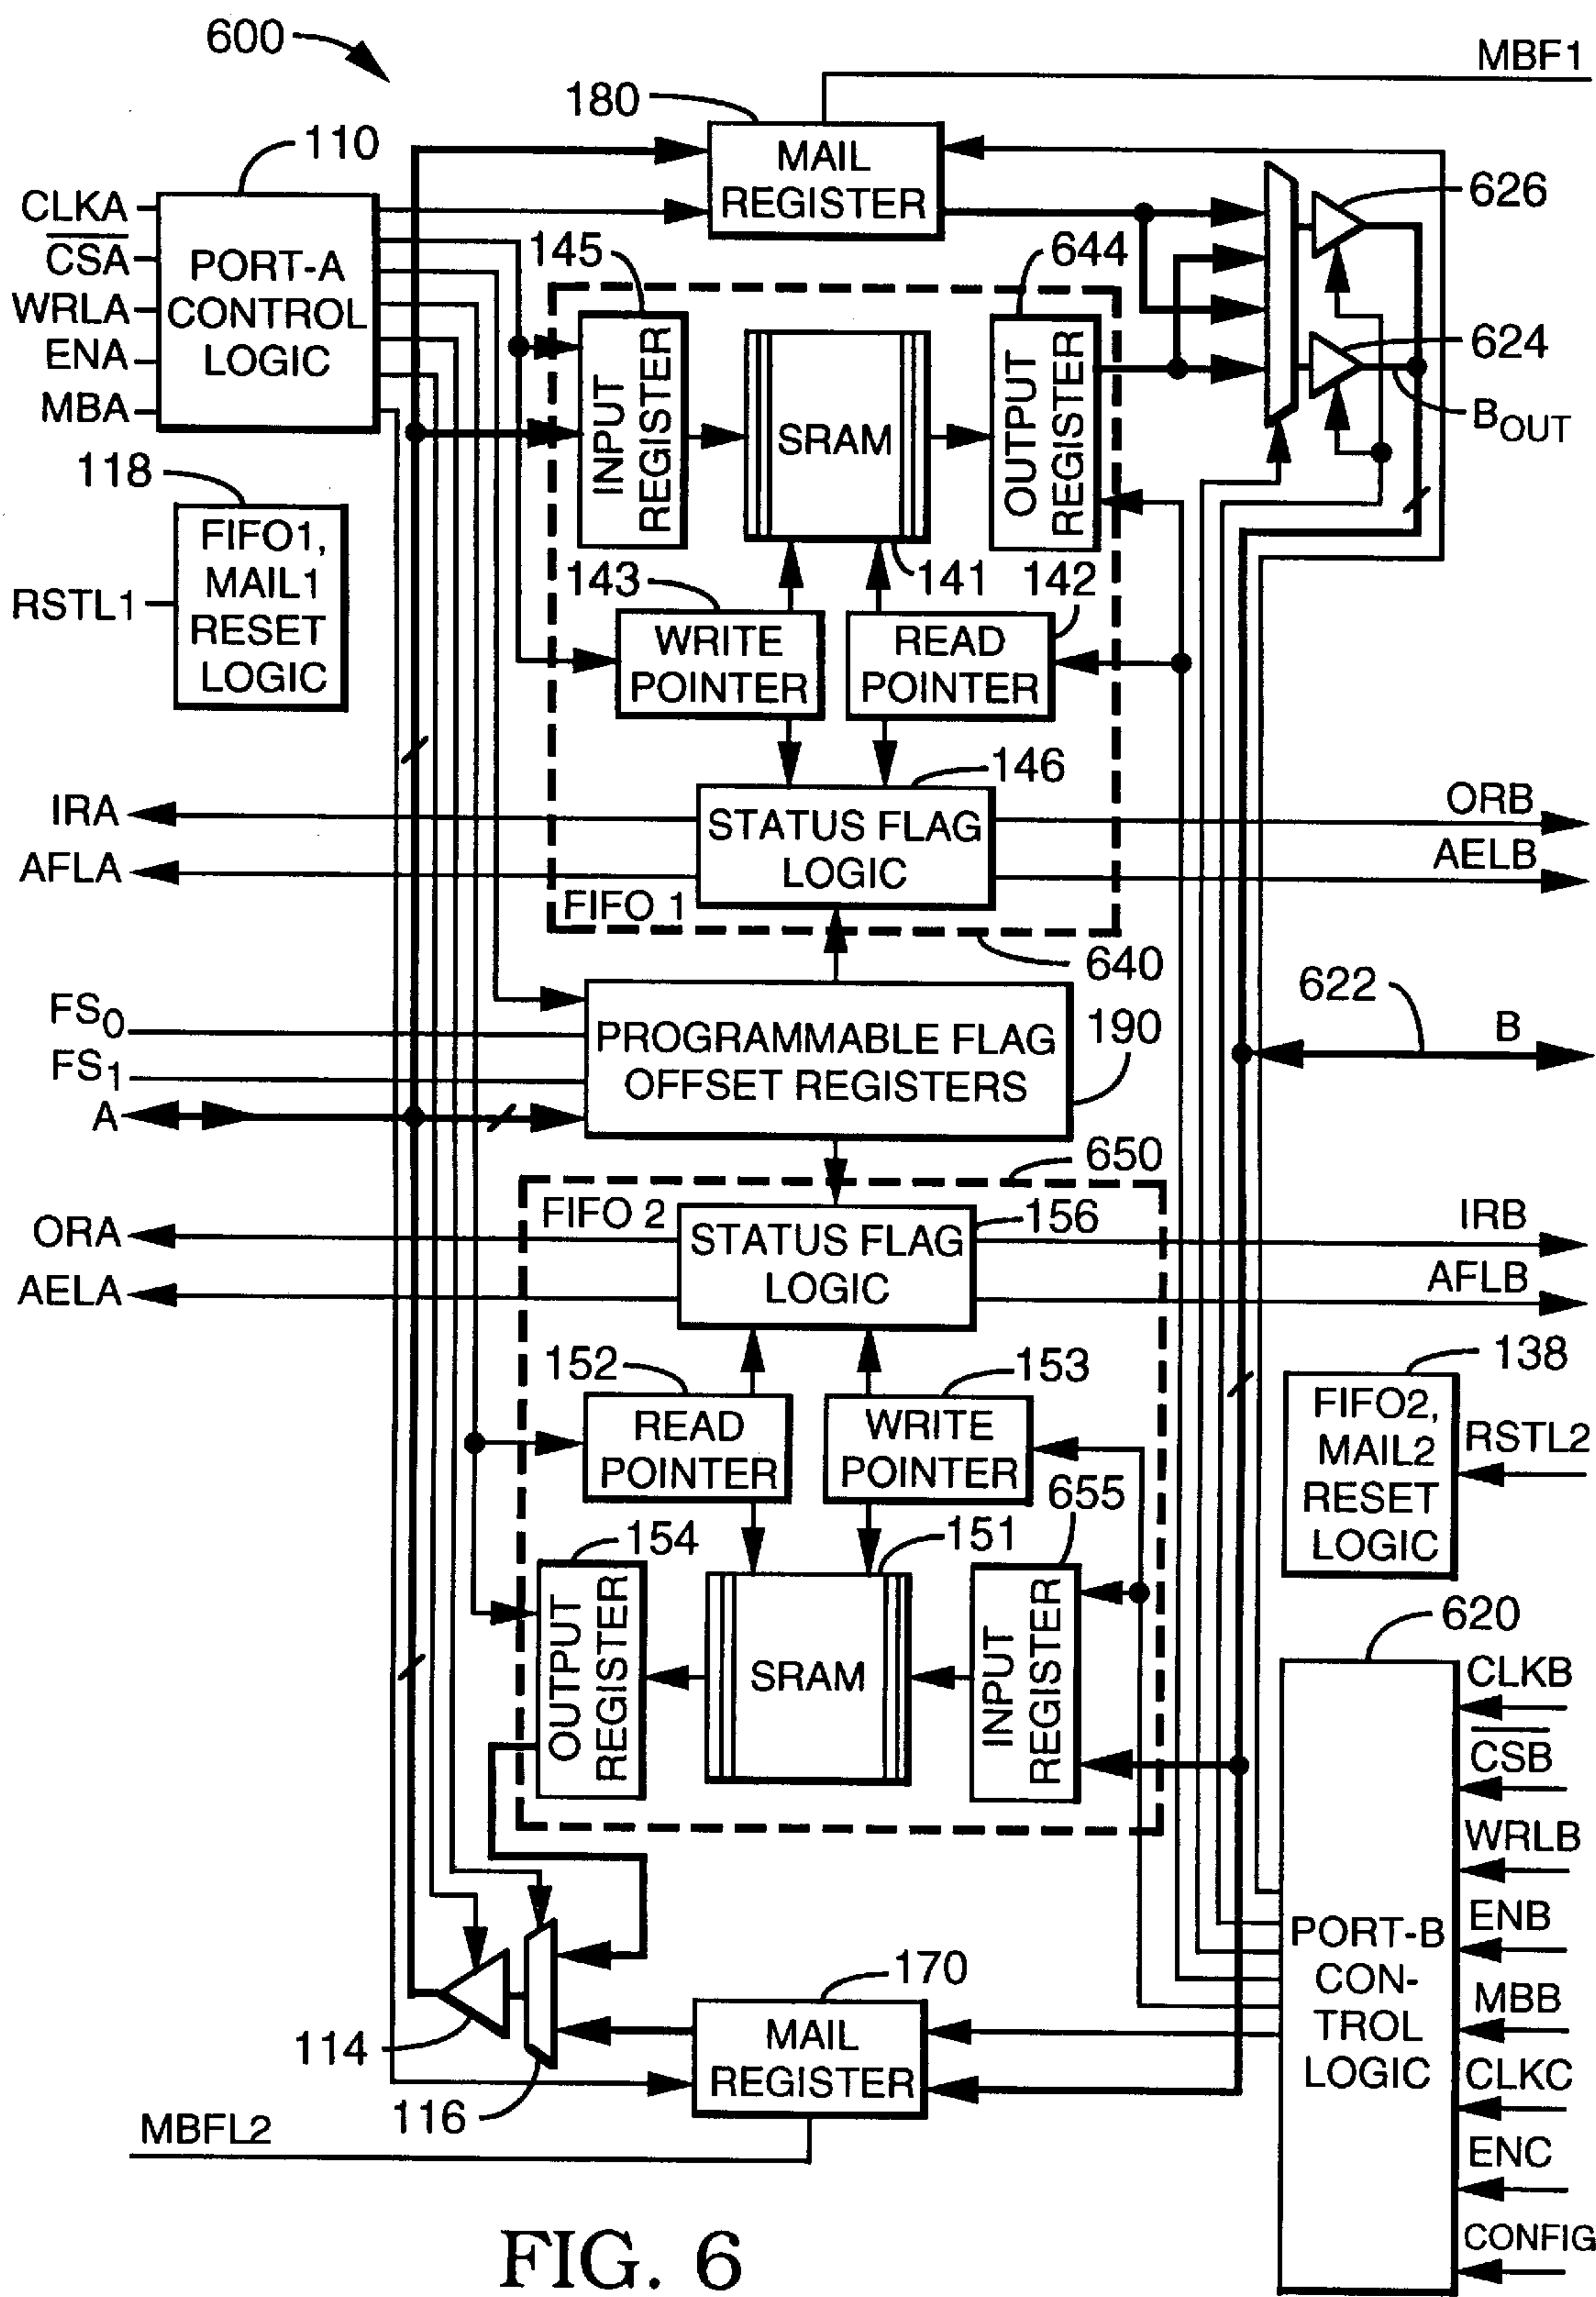 600
MBF1
180
MAIL
REGISTER
110
CLKA
CSA
WRLA
ENA
MBA
PORT-A
CONTROL
LOGIC
626
624
BOUT
145
644
INPUT
REGISTER
SRAM
OUTPUT
REGISTER
118
FIFO1,
MAIL1
RESET
LOGIC
RSTL1
143
141
142
WRITE
POINTER
READ
POINTER
146
IRA
AFLA
STATUS FLAG
LOGIC
ORB
AELB
FIFO 1
640
FS0
FS1
A
PROGRAMMABLE FLAG
OFFSET REGISTERS
190
622
B
650
FIFO 2
ORA
AELA
STATUS FLAG
LOGIC
156
IRB
AFLB
152
153
READ
POINTER
WRITE
POINTER
138
FIFO2,
MAIL2
RESET
LOGIC
RSTL2
154
151
655
OUTPUT
REGISTER
SRAM
INPUT
REGISTER
620
CLKB
CSB
WRLB
ENB
MBB
CLKC
ENC
CONFIG
PORT-B
CON-
TROL
LOGIC
114
116
170
MAIL
REGISTER
MBFL2
FIG. 6